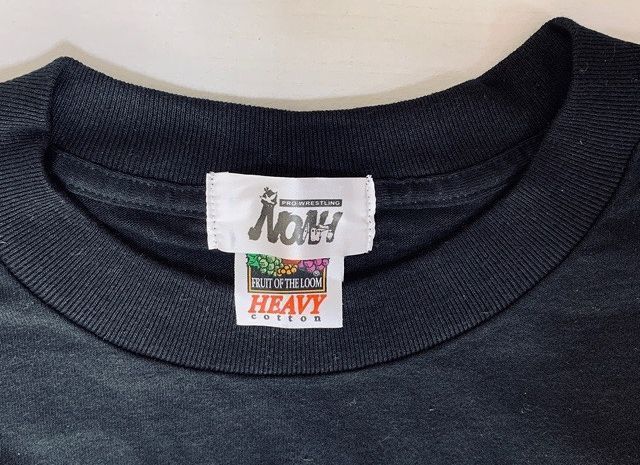 PRO-WRESTLING
NOAH
FRUIT OF THE LOOM
HEAVY
cotton